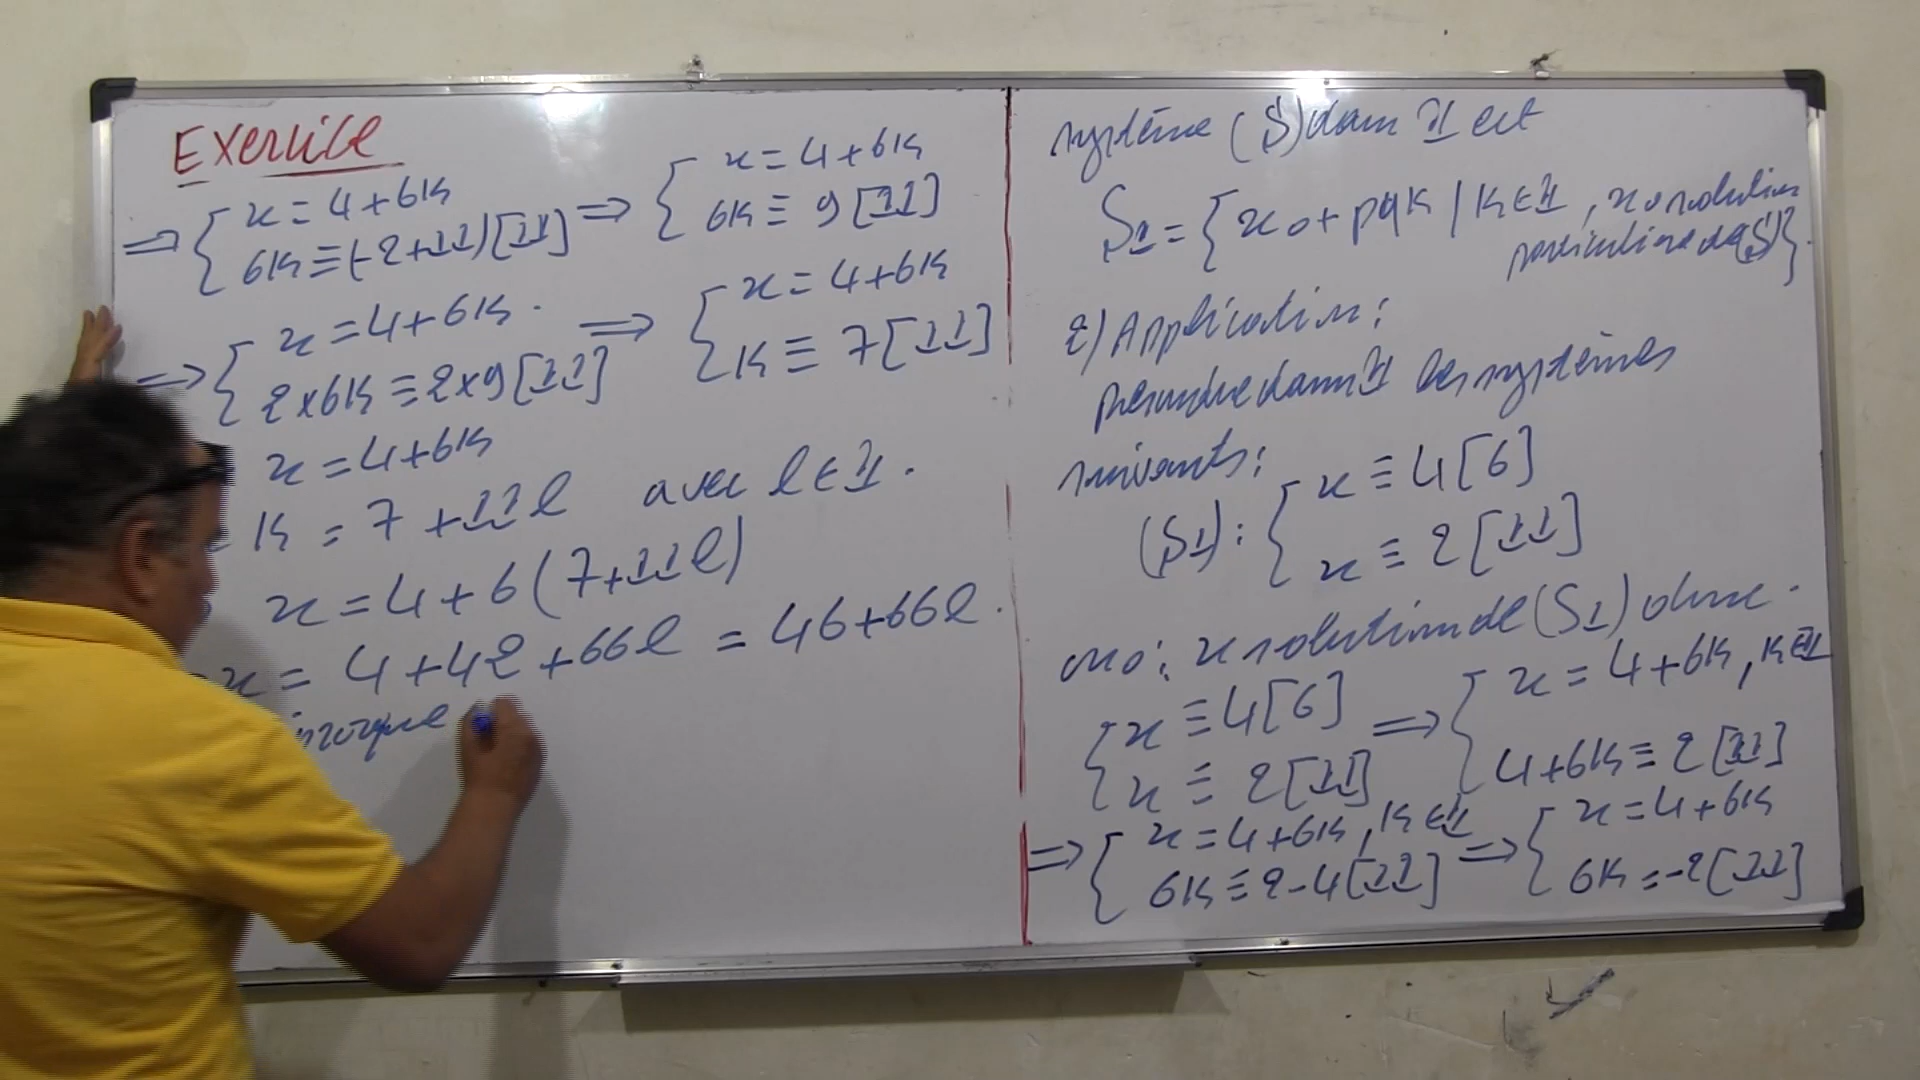 Exercice
⇒ { x = 4+6k
6k ≡ (-2+11)[11]
⇒ { x = 4+6k
6k ≡ 9[11]
⇒ { x = 4+6k.
2×6k ≡ 2×9[11]
⇒ { x = 4+6k
k ≡ 7[11]
x = 4+6k
k = 7+11l avec l∈ℤ.
x = 4+6(7+11l)
x = 4+42+66l = 46+66l.
système (S) dans ℤ est
S1 = { x0+pqk / k∈ℤ, x0 solution
particulière de (S) }.
2) Application:
résoudre dans ℤ les systèmes
suivants:
(S1): { x ≡ 4[6]
x ≡ 2[11]
x solution de (S1) donc.
{ x ≡ 4[6]
x ≡ 2[11]
⇒ { x = 4+6k, k∈ℤ
4+6k ≡ 2[11]
⇒ { x = 4+6k, k∈ℤ
6k ≡ 2-4[11]
⇒ { x = 4+6k
6k = -2[11]